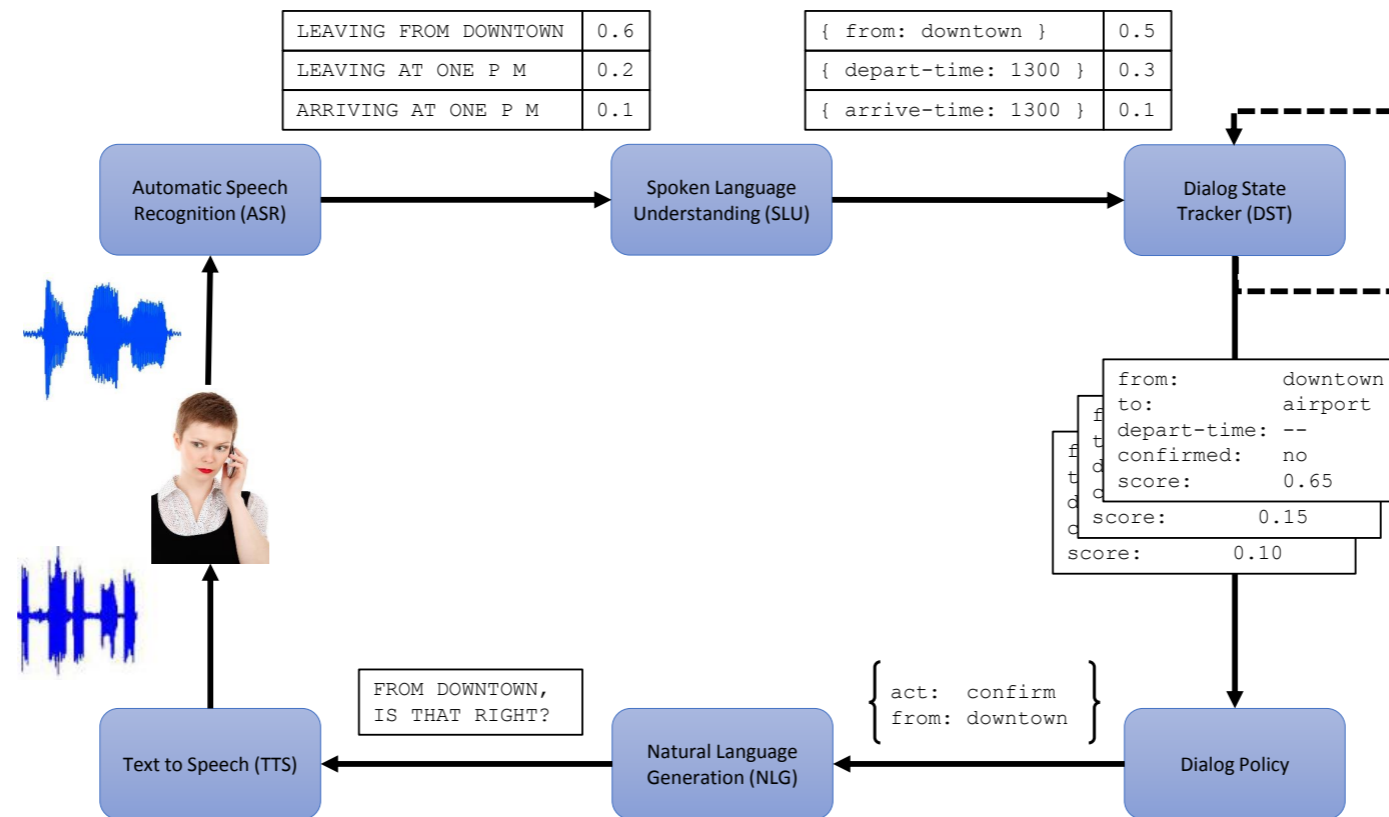 LEAVING FROM DOWNTOWN 0.6
LEAVING AT ONE P M 0.2
ARRIVING AT ONE P M 0.1
{ from: downtown } 0.5
{ depart-time: 1300 } 0.3
{ arrive-time: 1300 } 0.1
Automatic Speech
Recognition (ASR)
Spoken Language
Understanding (SLU)
Dialog State
Tracker (DST)
from: downtown
to: airport
depart-time: --
confirmed: no
score: 0.65
f
t
d
c
score: 0.15
f
t
d
c
score: 0.10
act: confirm
from: downtown
FROM DOWNTOWN,
IS THAT RIGHT?
Text to Speech (TTS)
Natural Language
Generation (NLG)
Dialog Policy